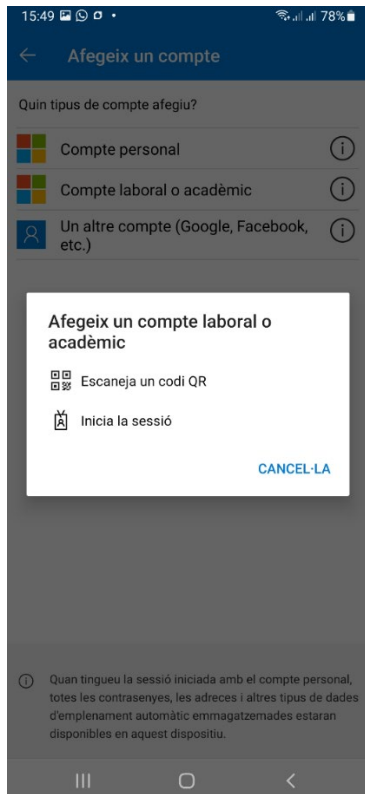 15:49 78%
Afegeix un compte
Quin tipus de compte afegiu?
Compte personal
Compte laboral o acadèmic
Un altre compte (Google, Facebook,
etc.)
Afegeix un compte laboral o
acadèmic
Escaneja un codi QR
Inicia la sessió
CANCEL·LA
Quan tingueu la sessió iniciada amb el compte personal,
totes les contrasenyes, les adreces i altres tipus de dades
d'emplenament automàtic emmagatzemades estaran
disponibles en aquest dispositiu.